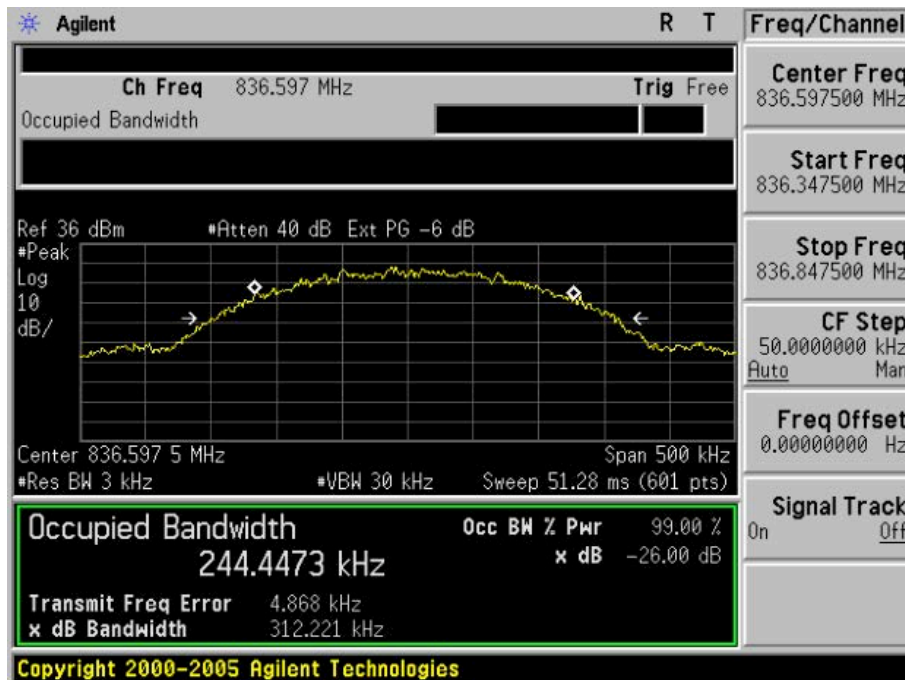 Agilent R T
Ch Freq 836.597 MHz Trig Free
Occupied Bandwidth
Ref 36 dBm #Atten 40 dB Ext PG -6 dB
#Peak
Log
10
dB/
Center 836.597 5 MHz Span 500 kHz
#Res BW 3 kHz #VBW 30 kHz Sweep 51.28 ms (601 pts)
Occupied Bandwidth
244.4473 kHz
Occ BW % Pwr 99.00 %
x dB -26.00 dB
Transmit Freq Error 4.868 kHz
x dB Bandwidth 312.221 kHz
Copyright 2000-2005 Agilent Technologies
Freq/Channel
Center Freq
836.597500 MHz
Start Freq
836.347500 MHz
Stop Freq
836.847500 MHz
CF Step
50.0000000 kHz
Auto Man
Freq Offset
0.00000000 Hz
Signal Track
On Off